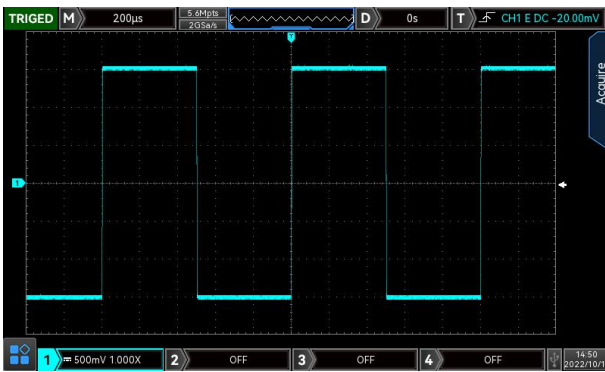 TRIGED M 200μs 5.6Mpts D 0s T CH1 E DC -20.00mV
2GSa/s
T
Acquire
1
1 500mV 1.000X 2 OFF 3 OFF 4 OFF 14:50
2022/10/1